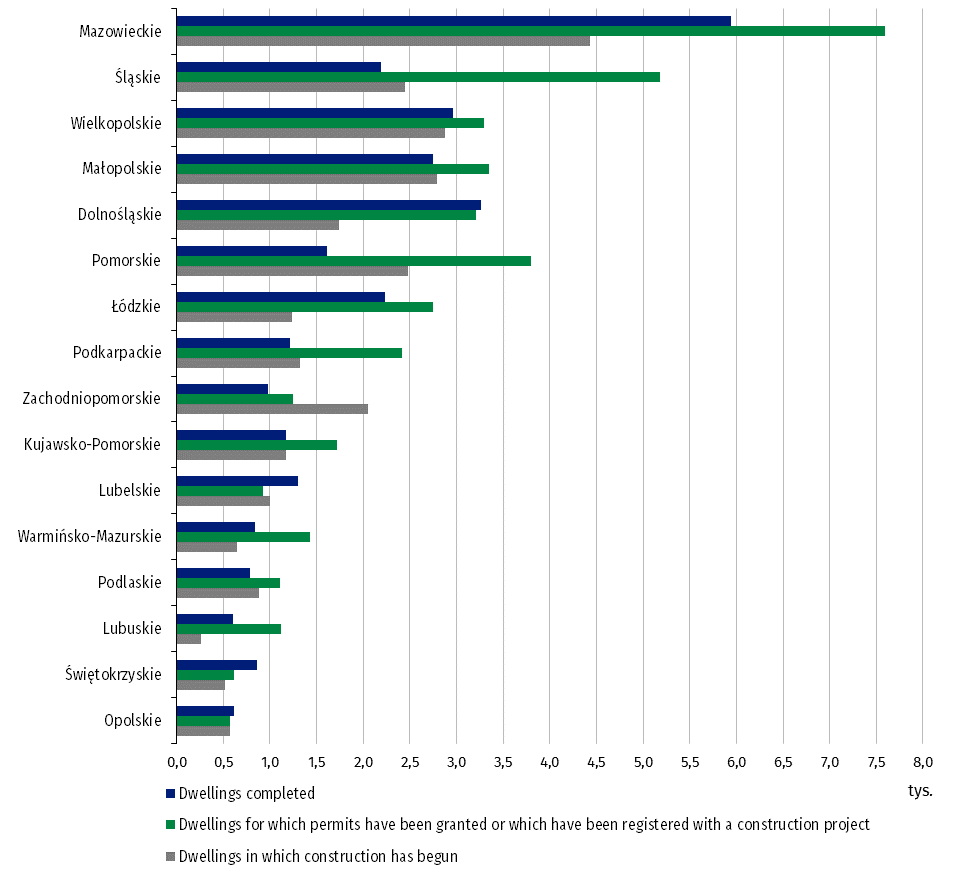 Mazowieckie
Śląskie
Wielkopolskie
Małopolskie
Dolnośląskie
Pomorskie
Łódzkie
Podkarpackie
Zachodniopomorskie
Kujawsko-Pomorskie
Lubelskie
Warmińsko-Mazurskie
Podlaskie
Lubuskie
Świętokrzyskie
Opolskie
0,0 0,5 1,0 1,5 2,0 2,5 3,0 3,5 4,0 4,5 5,0 5,5 6,0 6,5 7,0 7,5 8,0
tys.
Dwellings completed
Dwellings for which permits have been granted or which have been registered with a construction project
Dwellings in which construction has begun